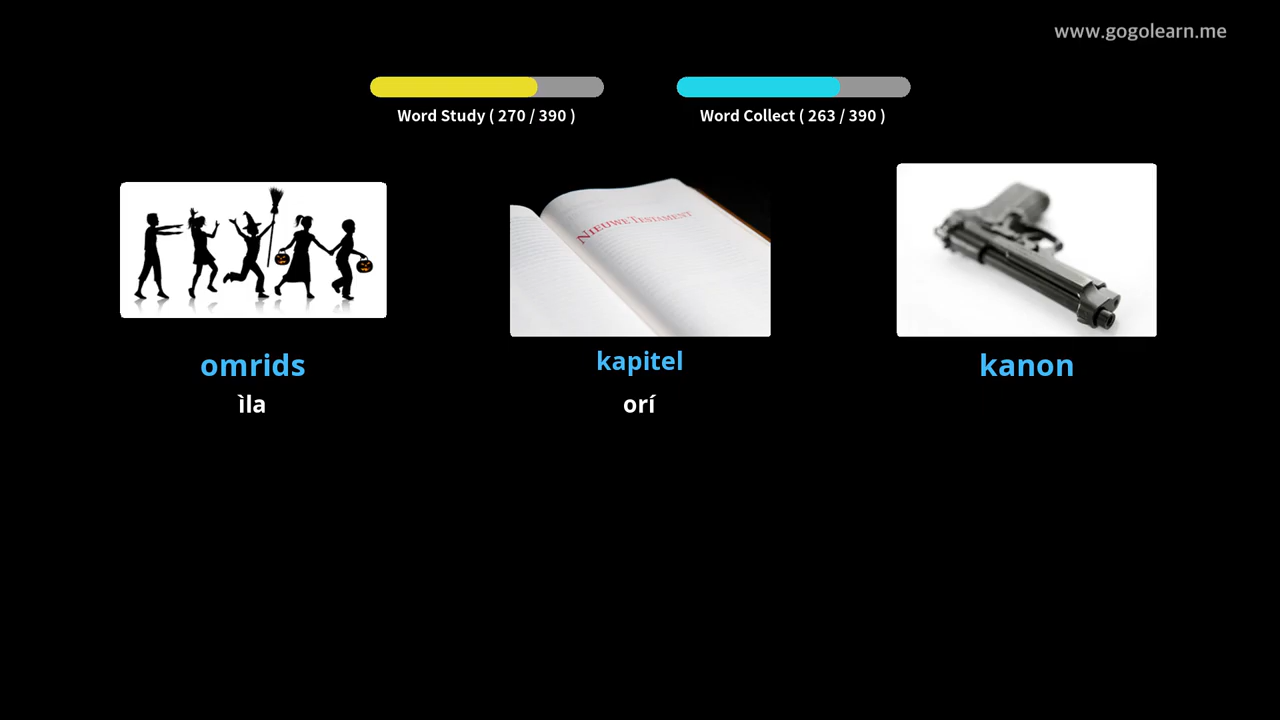 www.gogolearn.me
Word Study ( 270 / 390 )
Word Collect ( 263 / 390 )
NIEUWE TESTAMENT
omrids
kapitel
kanon
ìla
orí